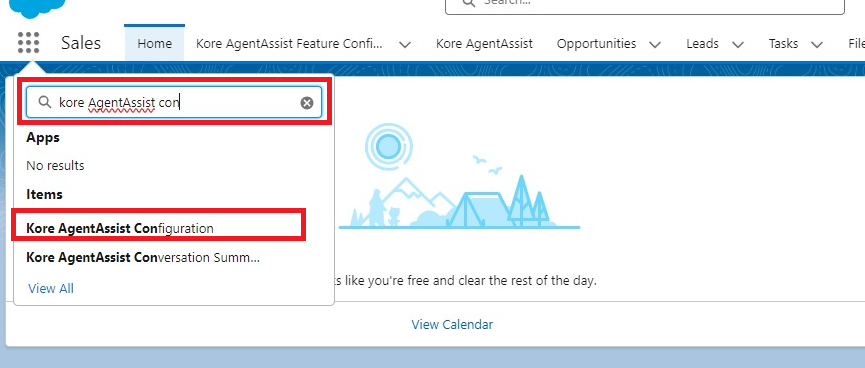 Search...
Sales Home Kore AgentAssist Feature Confi... Kore AgentAssist Opportunities Leads Tasks File
kore AgentAssist con
Apps
No results
Items
Kore AgentAssist Configuration
Kore AgentAssist Conversation Summ...
s like you're free and clear the rest of the day.
View All
View Calendar